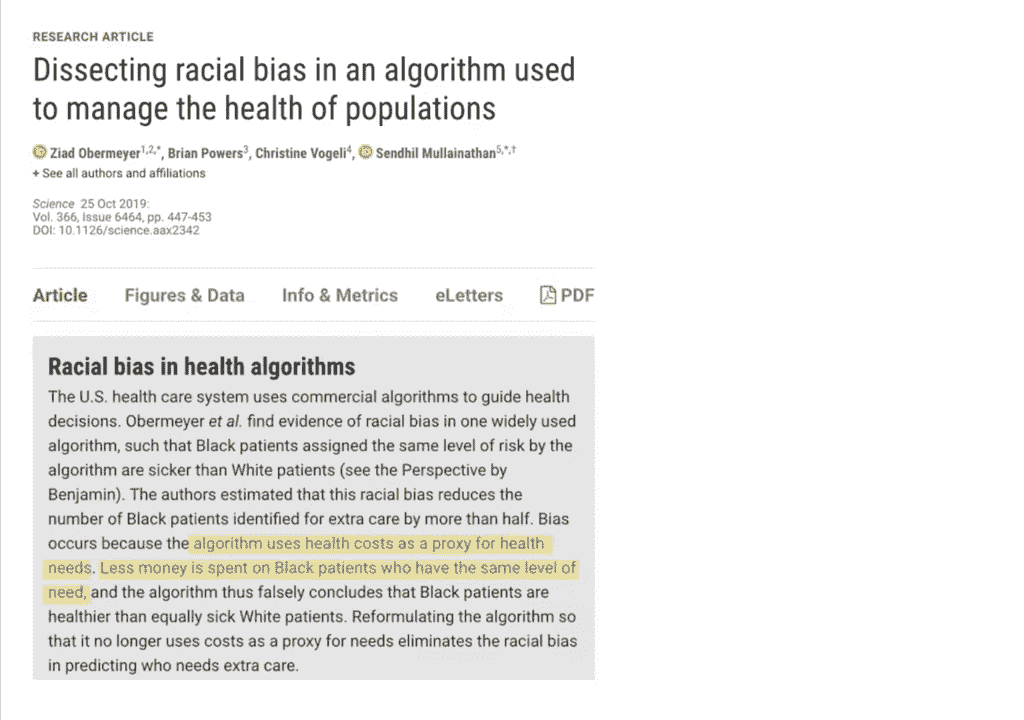 RESEARCH ARTICLE
Dissecting racial bias in an algorithm used
to manage the health of populations
Ziad Obermeyer1,2,*, Brian Powers3, Christine Vogeli4, Sendhil Mullainathan5,*,†
+ See all authors and affiliations
Science 25 Oct 2019:
Vol. 366, Issue 6464, pp. 447-453
DOI: 10.1126/science.aax2342
Article Figures & Data Info & Metrics eLetters PDF
Racial bias in health algorithms
The U.S. health care system uses commercial algorithms to guide health
decisions. Obermeyer et al. find evidence of racial bias in one widely used
algorithm, such that Black patients assigned the same level of risk by the
algorithm are sicker than White patients (see the Perspective by
Benjamin). The authors estimated that this racial bias reduces the
number of Black patients identified for extra care by more than half. Bias
occurs because the algorithm uses health costs as a proxy for health
needs. Less money is spent on Black patients who have the same level of
need, and the algorithm thus falsely concludes that Black patients are
healthier than equally sick White patients. Reformulating the algorithm so
that it no longer uses costs as a proxy for needs eliminates the racial bias
in predicting who needs extra care.